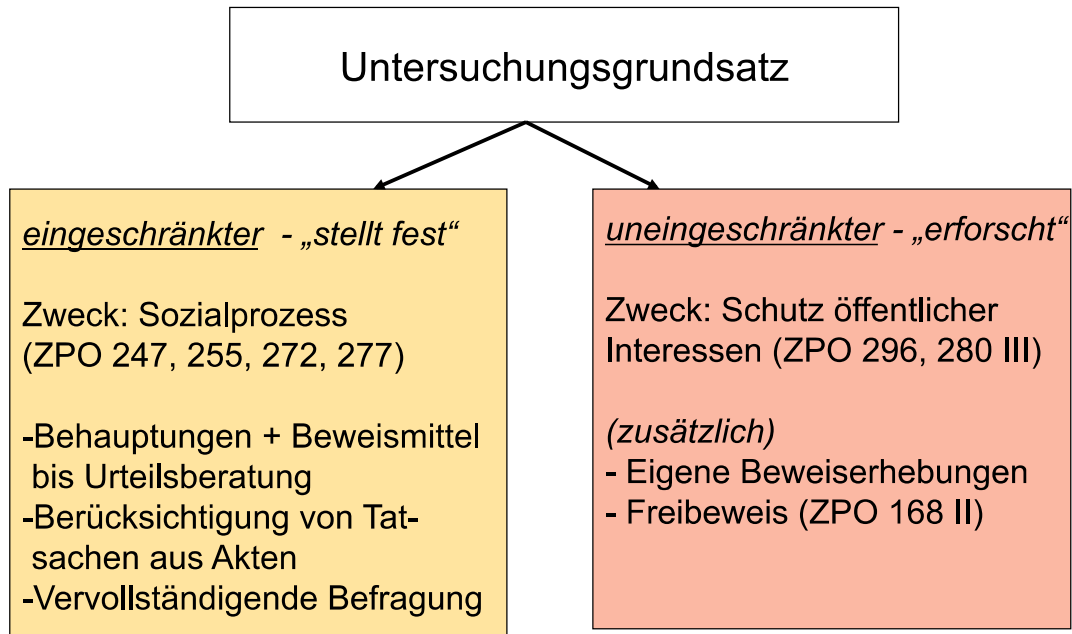 Untersuchungsgrundsatz
eingeschränkter - „stellt fest“
Zweck: Sozialprozess
(ZPO 247, 255, 272, 277)
-Behauptungen + Beweismittel
bis Urteilsberatung
-Berücksichtigung von Tat-
sachen aus Akten
-Vervollständigende Befragung
uneingeschränkter - „erforscht“
Zweck: Schutz öffentlicher
Interessen (ZPO 296, 280 III)
(zusätzlich)
- Eigene Beweiserhebungen
- Freibeweis (ZPO 168 II)